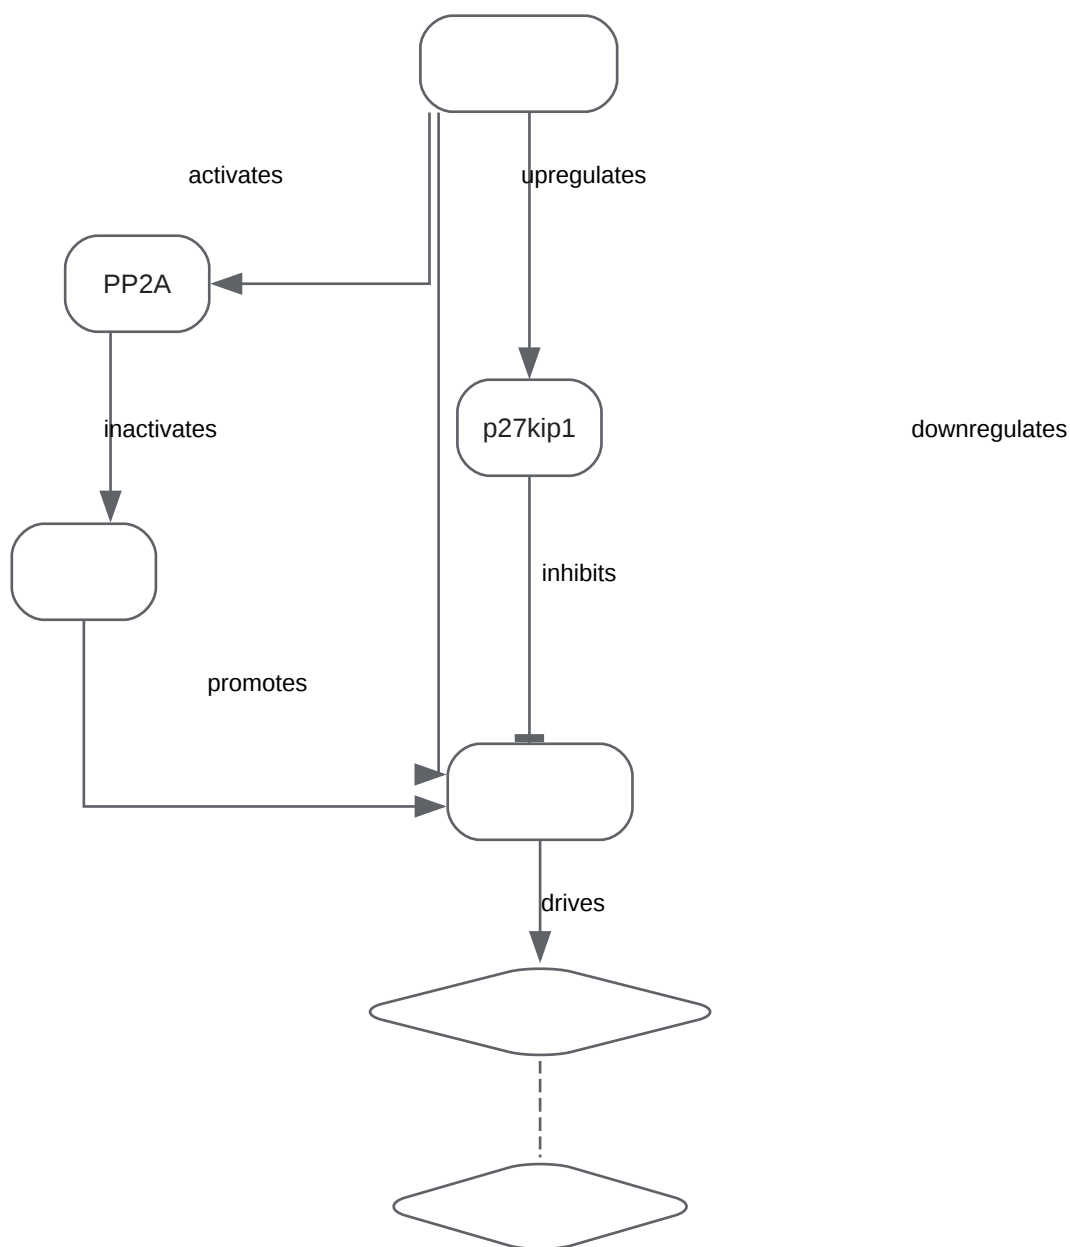 activates
upregulates
PP2A
inactivates
p27kip1
downregulates
inhibits
promotes
drives